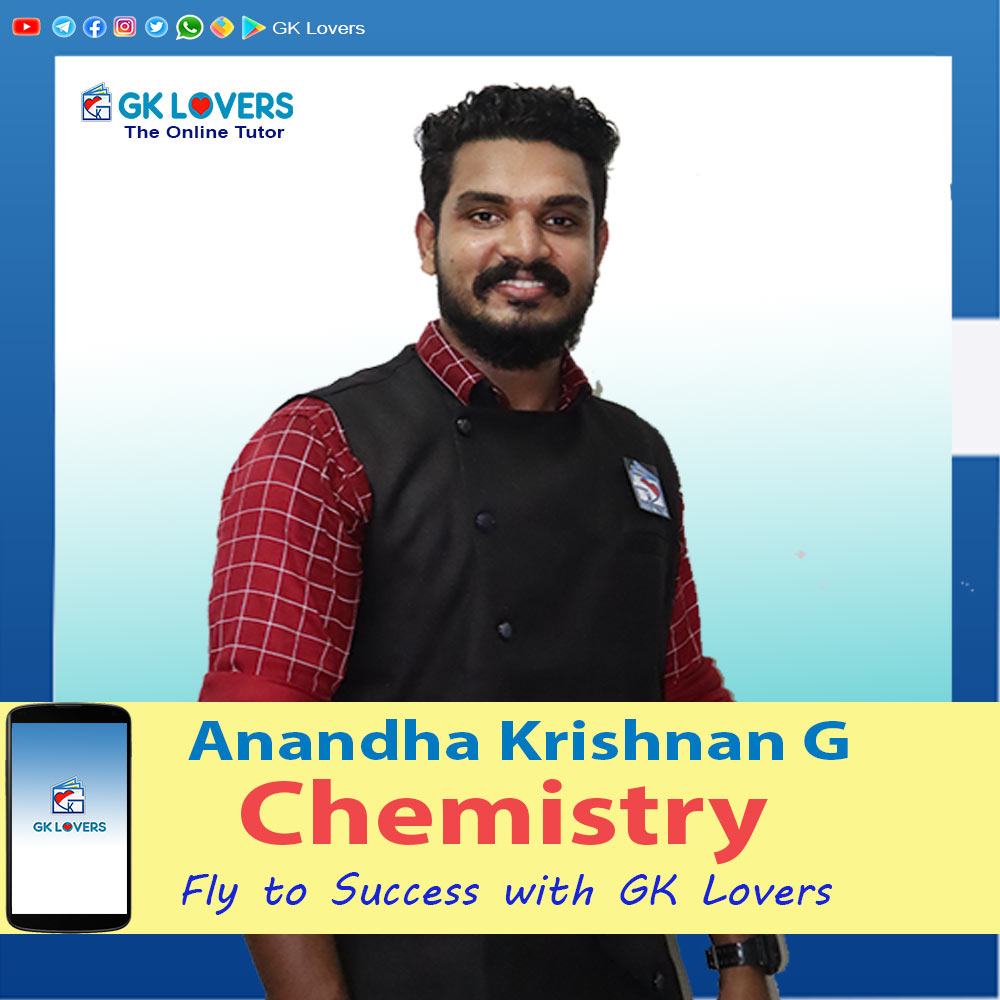 GK Lovers
GK LOVERS
The Online Tutor
Anandha Krishnan G
Chemistry
Fly to Success with GK Lovers
GK LOVERS